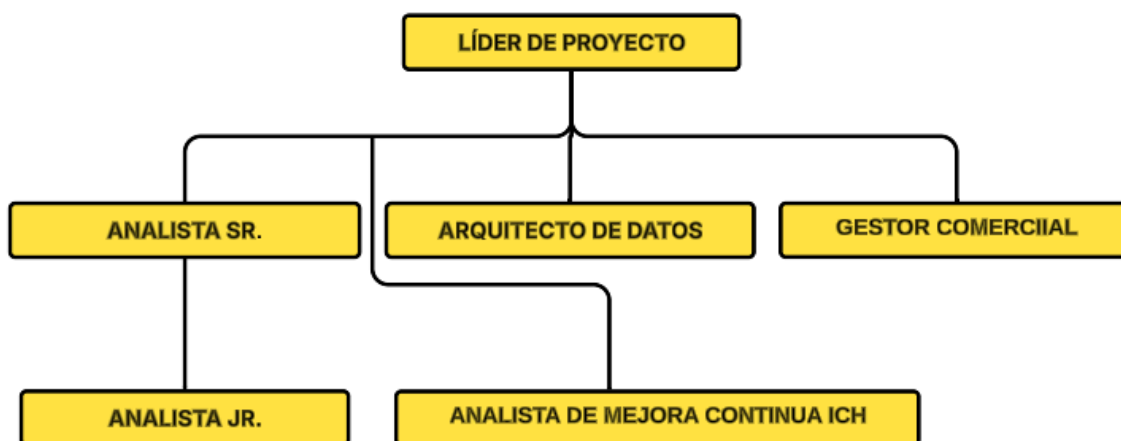 LÍDER DE PROYECTO
ANALISTA SR.
ARQUITECTO DE DATOS
GESTOR COMERCIIAL
ANALISTA JR.
ANALISTA DE MEJORA CONTINUA ICH